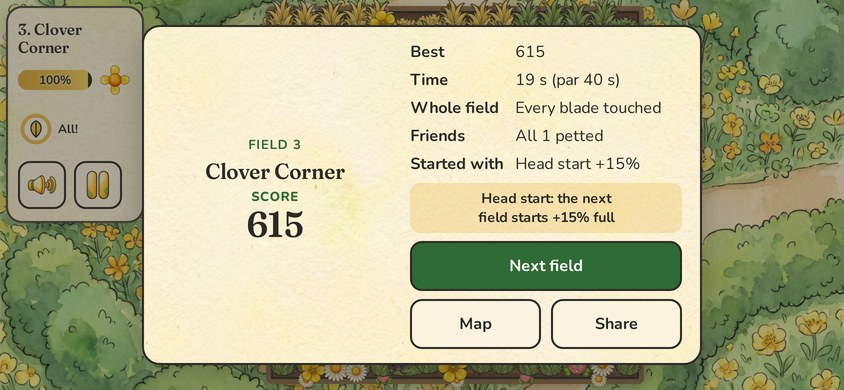 3. Clover
Corner
100%
All!
FIELD 3
Clover Corner
SCORE
615
Best 615
Time 19 s (par 40 s)
Whole field Every blade touched
Friends All 1 petted
Started with Head start +15%
Head start: the next
field starts +15% full
Next field
Map Share